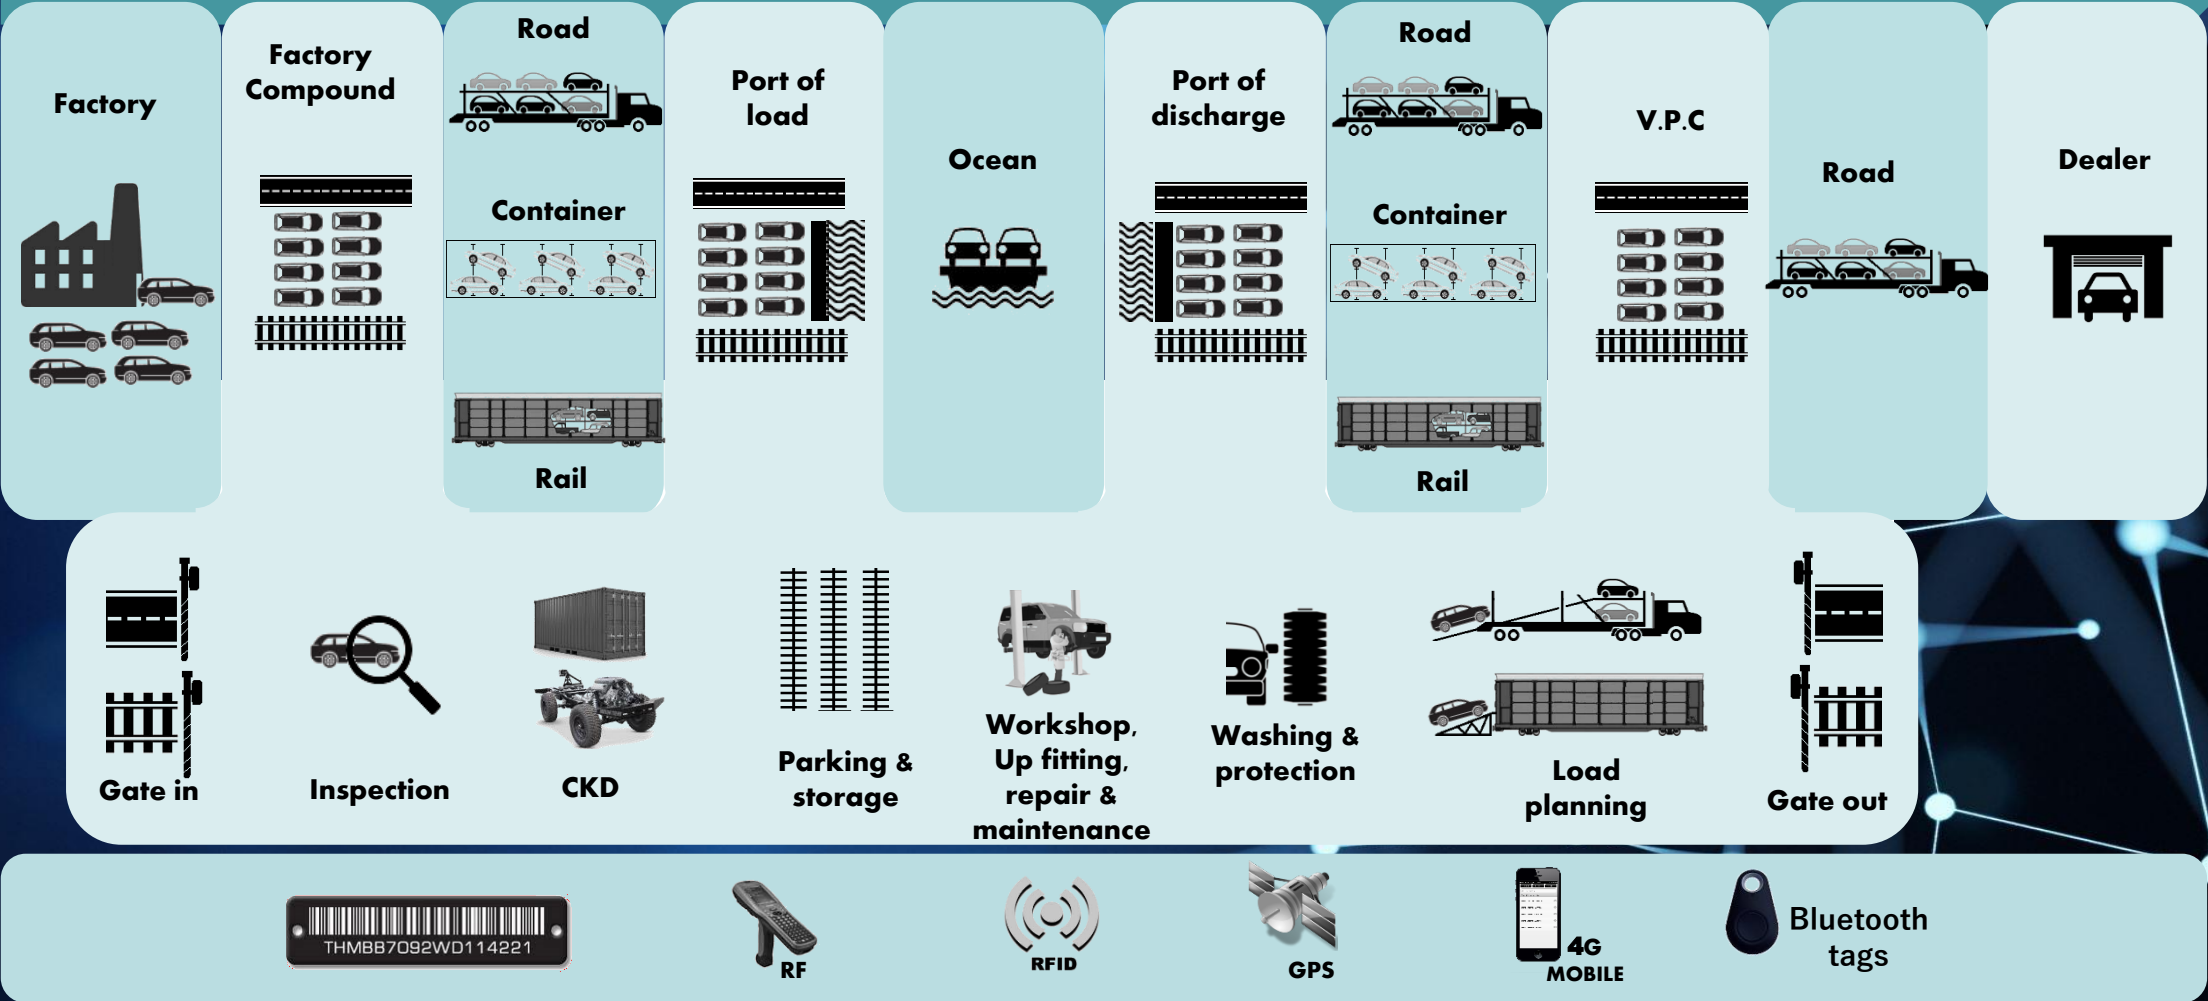 Factory
Factory
Compound
Road
Container
Rail
Port of
load
Ocean
Port of
discharge
Road
Container
Rail
V.P.C
Road
Dealer
Gate in
Inspection
CKD
Parking &
storage
Workshop,
Up fitting,
repair &
maintenance
Washing &
protection
Load
planning
Gate out
THMBB7092WD114221
RF
RFID
GPS
4G
MOBILE
Bluetooth
tags